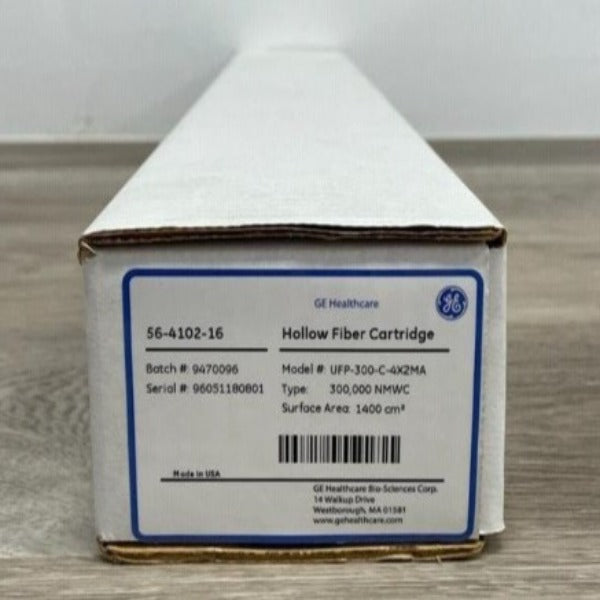 GE Healthcare
GE
56-4102-16
Hollow Fiber Cartridge
Batch #: 9470096
Model #: UFP-300-C-4X2MA
Serial #: 96051180801
Type: 300,000 NMWC
Surface Area: 1400 cm²
Made in USA
GE Healthcare Bio-Sciences Corp.
14 Walkup Drive
Westborough, MA 01581
www.gehealthcare.com